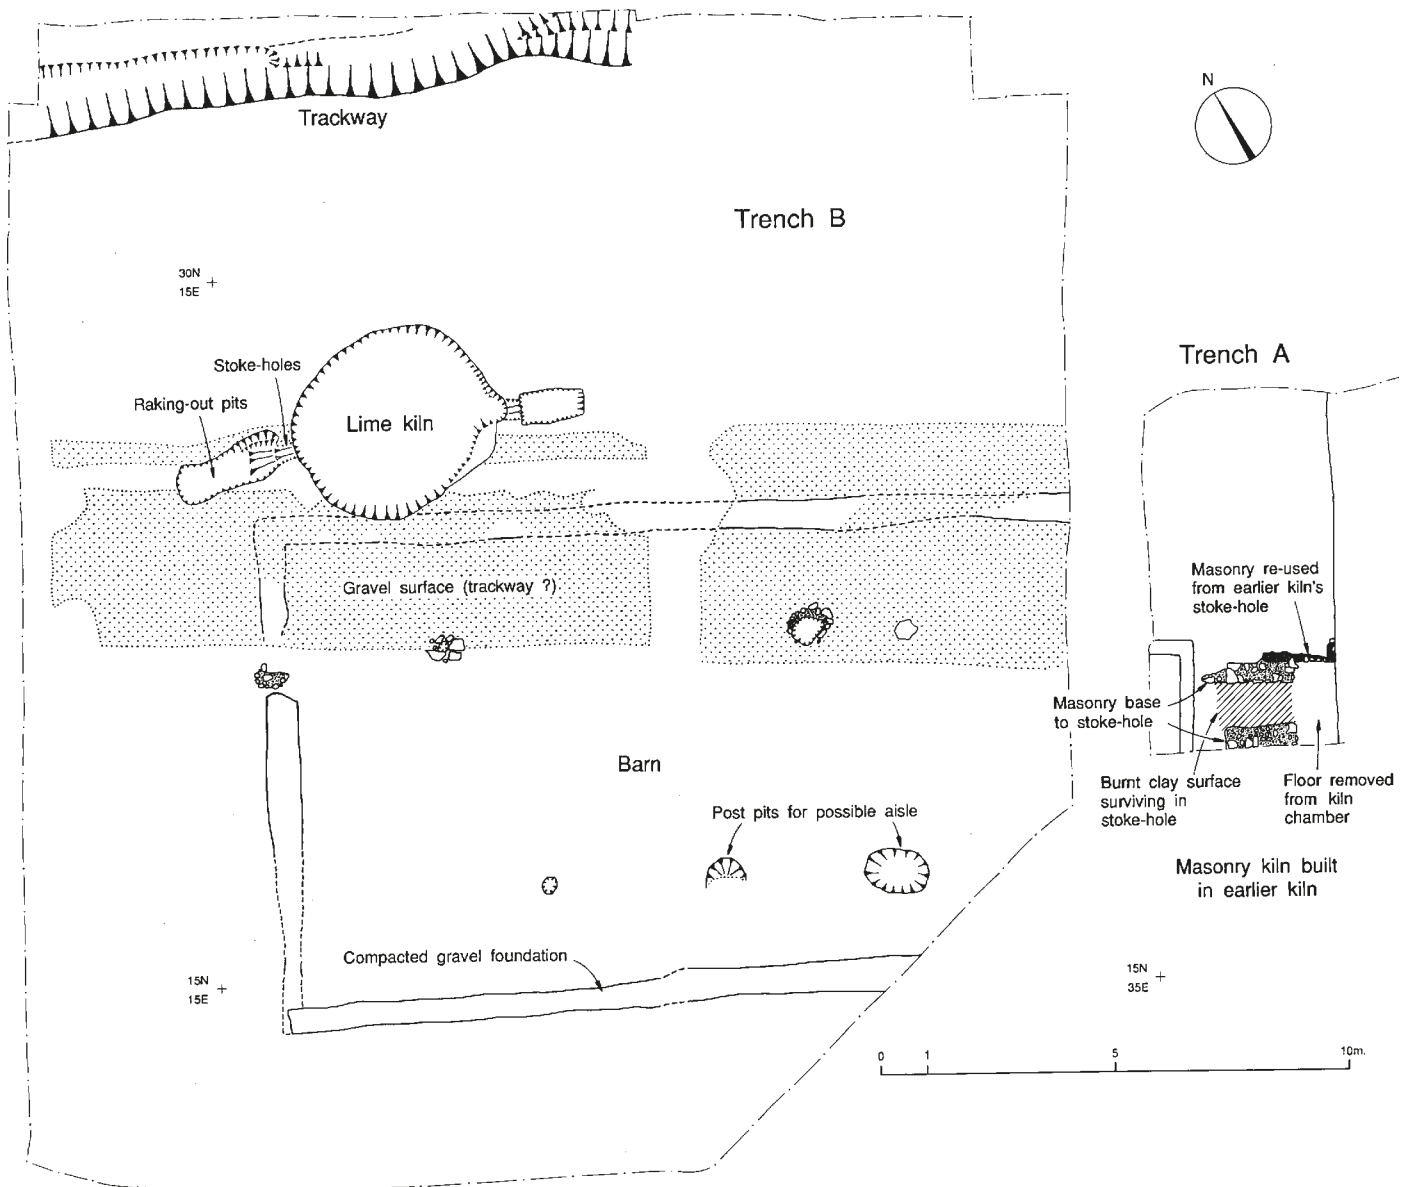 Trackway
N
Trench B
30N
15E
Trench A
Stoke-holes
Raking-out pits
Lime kiln
Gravel surface (trackway ?)
Masonry re-used
from earlier kiln's
stoke-hole
Masonry base
to stoke-hole
Barn
Burnt clay surface
surviving in
stoke-hole
Floor removed
from kiln
chamber
Post pits for possible aisle
Masonry kiln built
in earlier kiln
Compacted gravel foundation
15N
15E
15N
35E
0 1 5 10m.